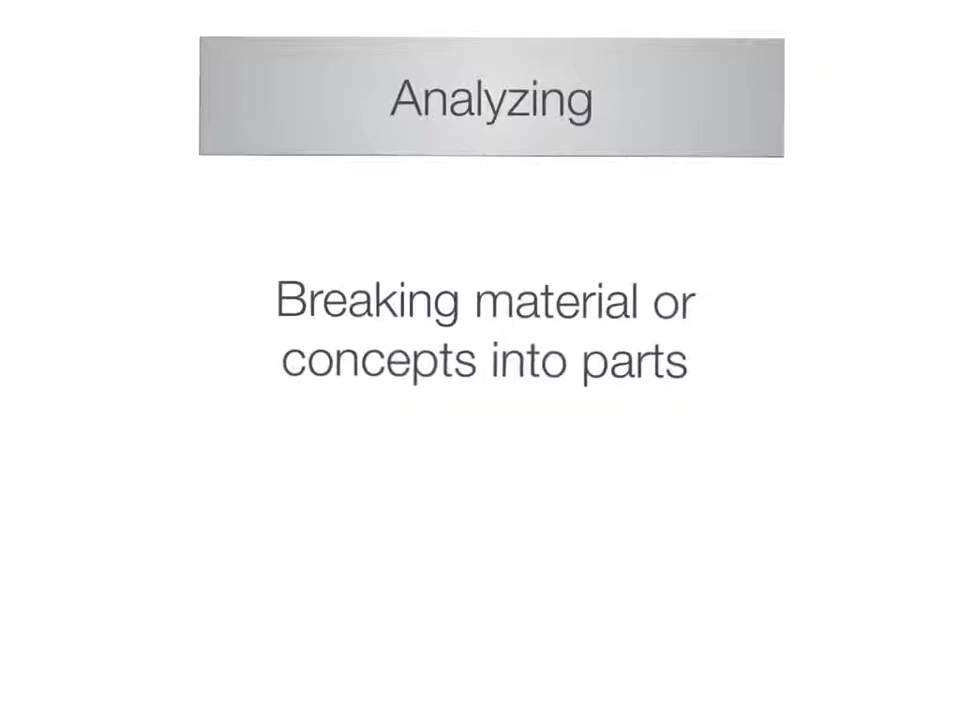 Analyzing
Breaking material or
concepts into parts